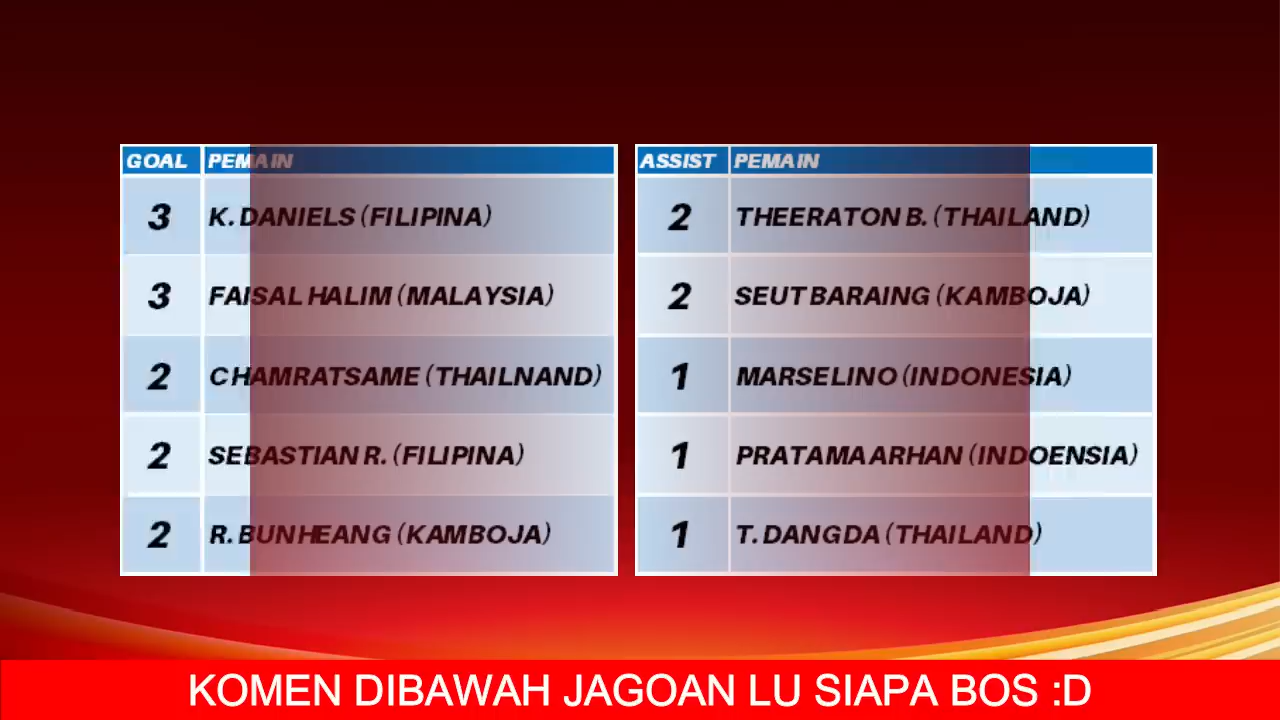 GOAL PEMAIN
3 K. DANIELS (FILIPINA)
3 FAISAL HALIM (MALAYSIA)
2 CHAMRATSAME (THAILNAND)
2 SEBASTIAN R. (FILIPINA)
2 R. BUNHEANG (KAMBOJA)
ASSIST PEMAIN
2 THEERATON B. (THAILAND)
2 SEUT BARAING (KAMBOJA)
1 MARSELINO (INDONESIA)
1 PRATAMA ARHAN (INDOENSIA)
1 T. DANGDA (THAILAND)
KOMEN DIBAWAH JAGOAN LU SIAPA BOS :D